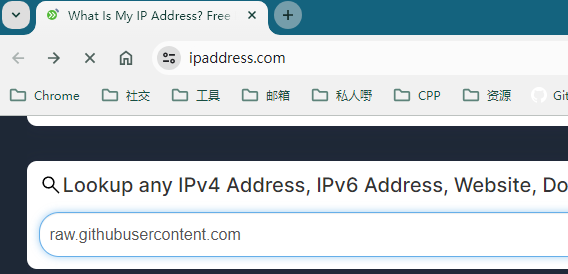 What Is My IP Address? Free
ipaddress.com
Chrome 社交 工具 邮箱 私人嘢 CPP 资源 Git
Lookup any IPv4 Address, IPv6 Address, Website, Do
raw.githubusercontent.com